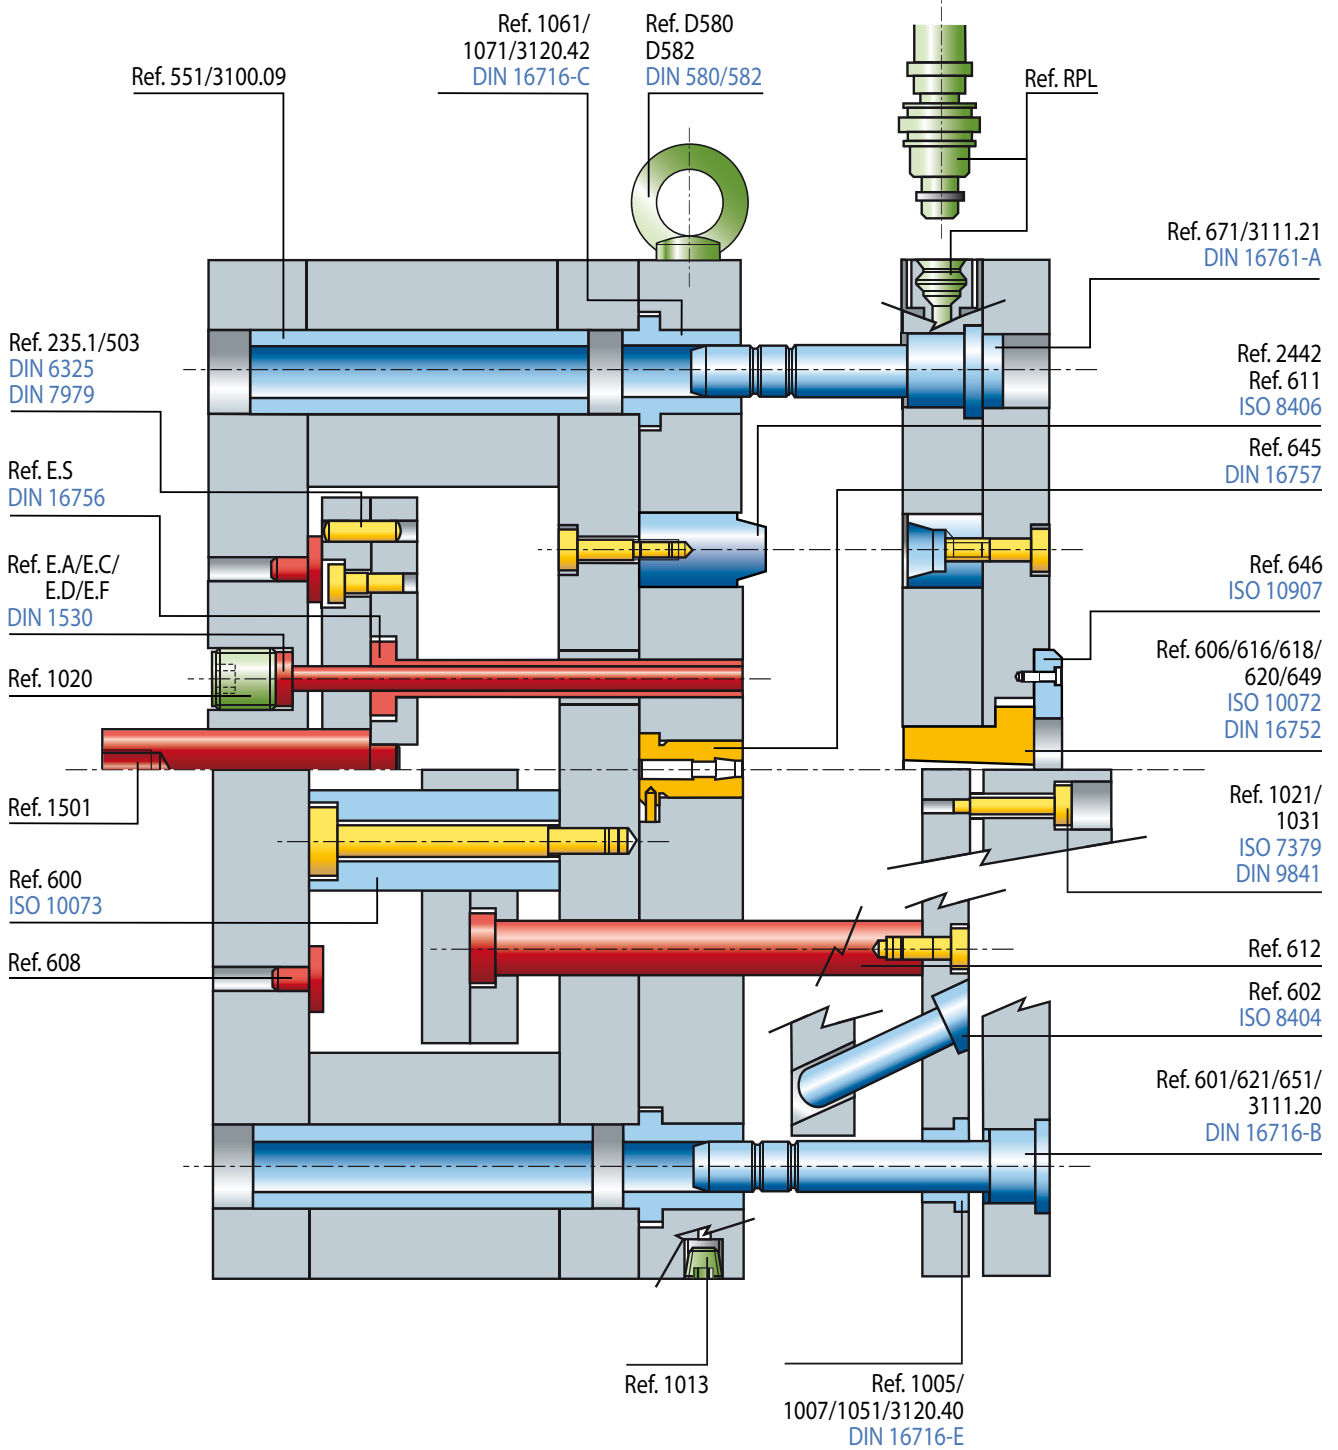 Ref. 551/3100.09
Ref. 1061/
1071/3120.42
DIN 16716-C
Ref. D580
D582
DIN 580/582
Ref. RPL
Ref. 671/3111.21
DIN 16761-A
Ref. 235.1/503
DIN 6325
DIN 7979
Ref. E.S
DIN 16756
Ref. E.A/E.C/
E.D/E.F
DIN 1530
Ref. 1020
Ref. 1501
Ref. 600
ISO 10073
Ref. 608
Ref. 2442
Ref. 611
ISO 8406
Ref. 645
DIN 16757
Ref. 646
ISO 10907
Ref. 606/616/618/
620/649
ISO 10072
DIN 16752
Ref. 1021/
1031
ISO 7379
DIN 9841
Ref. 612
Ref. 602
ISO 8404
Ref. 601/621/651/
3111.20
DIN 16716-B
Ref. 1013
Ref. 1005/
1007/1051/3120.40
DIN 16716-E